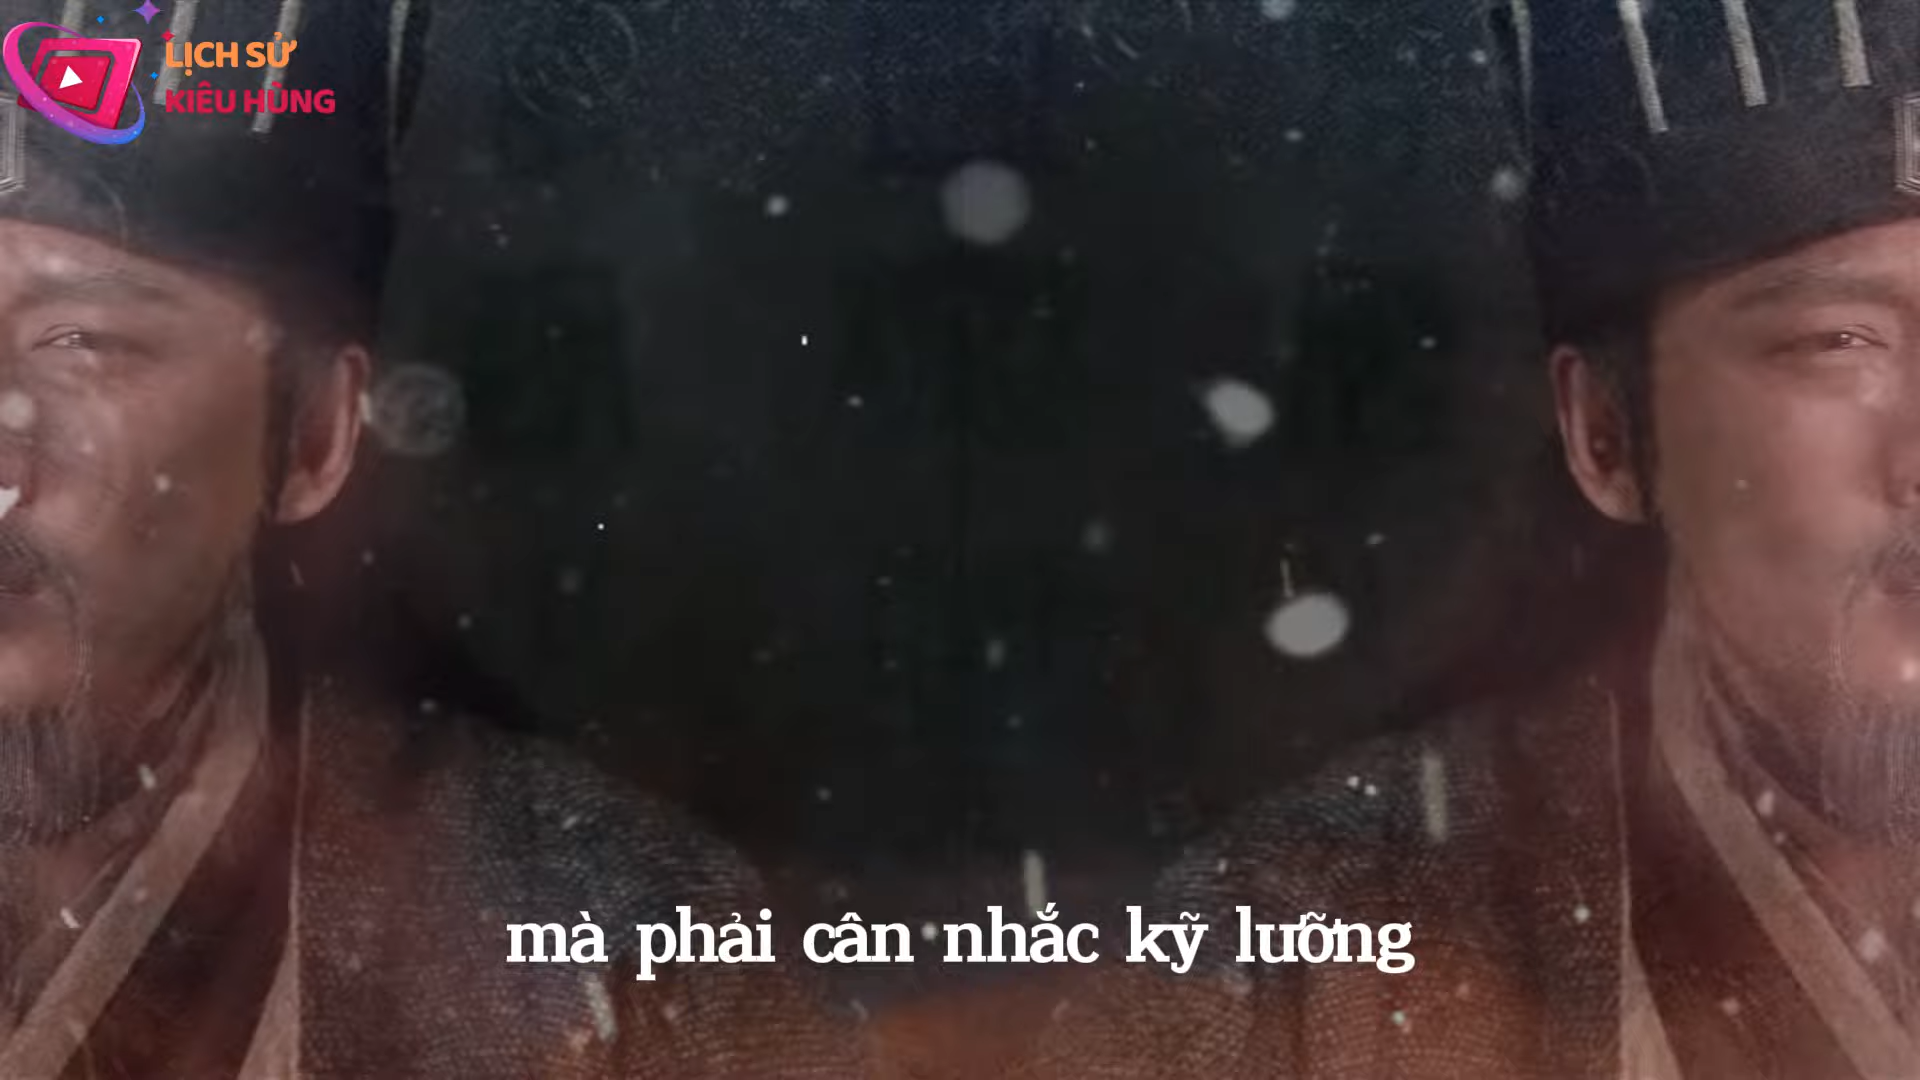 LỊCH SỬ
KIÊU HÙNG
mà phải cân nhắc kỹ lưỡng